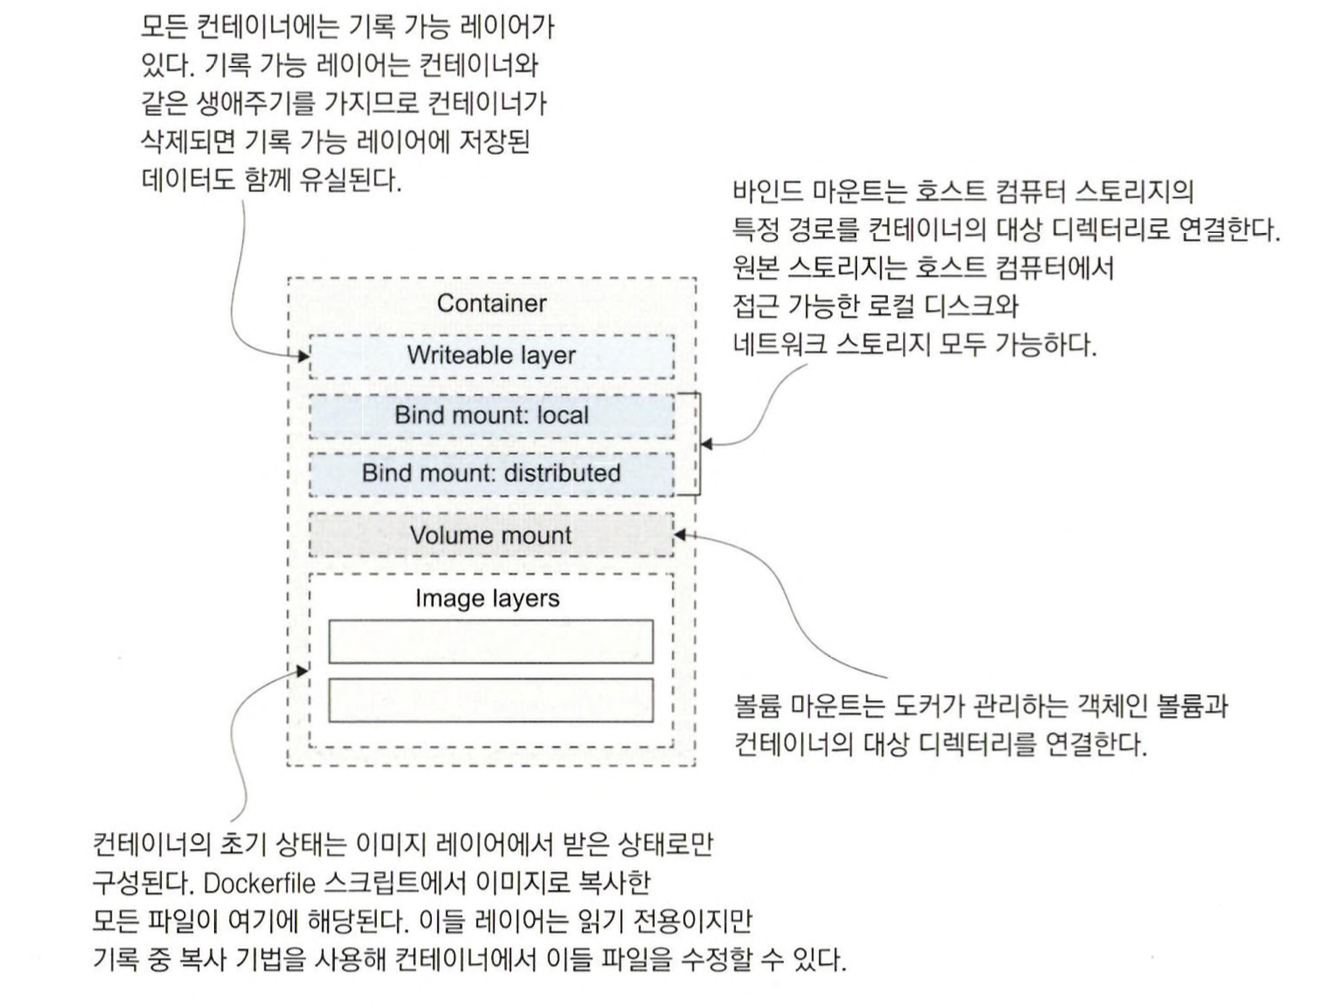 모든 컨테이너에는 기록 가능 레이어가
있다. 기록 가능 레이어는 컨테이너와
같은 생애주기를 가지므로 컨테이너가
삭제되면 기록 가능 레이어에 저장된
데이터도 함께 유실된다.
바인드 마운트는 호스트 컴퓨터 스토리지의
특정 경로를 컨테이너의 대상 디렉터리로 연결한다.
원본 스토리지는 호스트 컴퓨터에서
접근 가능한 로컬 디스크와
네트워크 스토리지 모두 가능하다.
Container
Writeable layer
Bind mount: local
Bind mount: distributed
Volume mount
Image layers
볼륨 마운트는 도커가 관리하는 객체인 볼륨과
컨테이너의 대상 디렉터리를 연결한다.
컨테이너의 초기 상태는 이미지 레이어에서 받은 상태로만
구성된다. Dockerfile 스크립트에서 이미지로 복사한
모든 파일이 여기에 해당된다. 이들 레이어는 읽기 전용이지만
기록 중 복사 기법을 사용해 컨테이너에서 이들 파일을 수정할 수 있다.